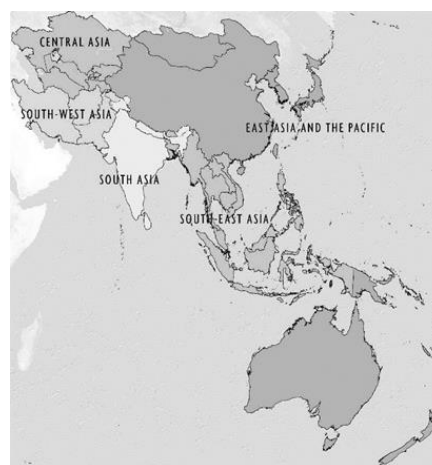 CENTRAL ASIA
SOUTH-WEST ASIA
EAST ASIA AND THE PACIFIC
SOUTH ASIA
SOUTH-EAST ASIA